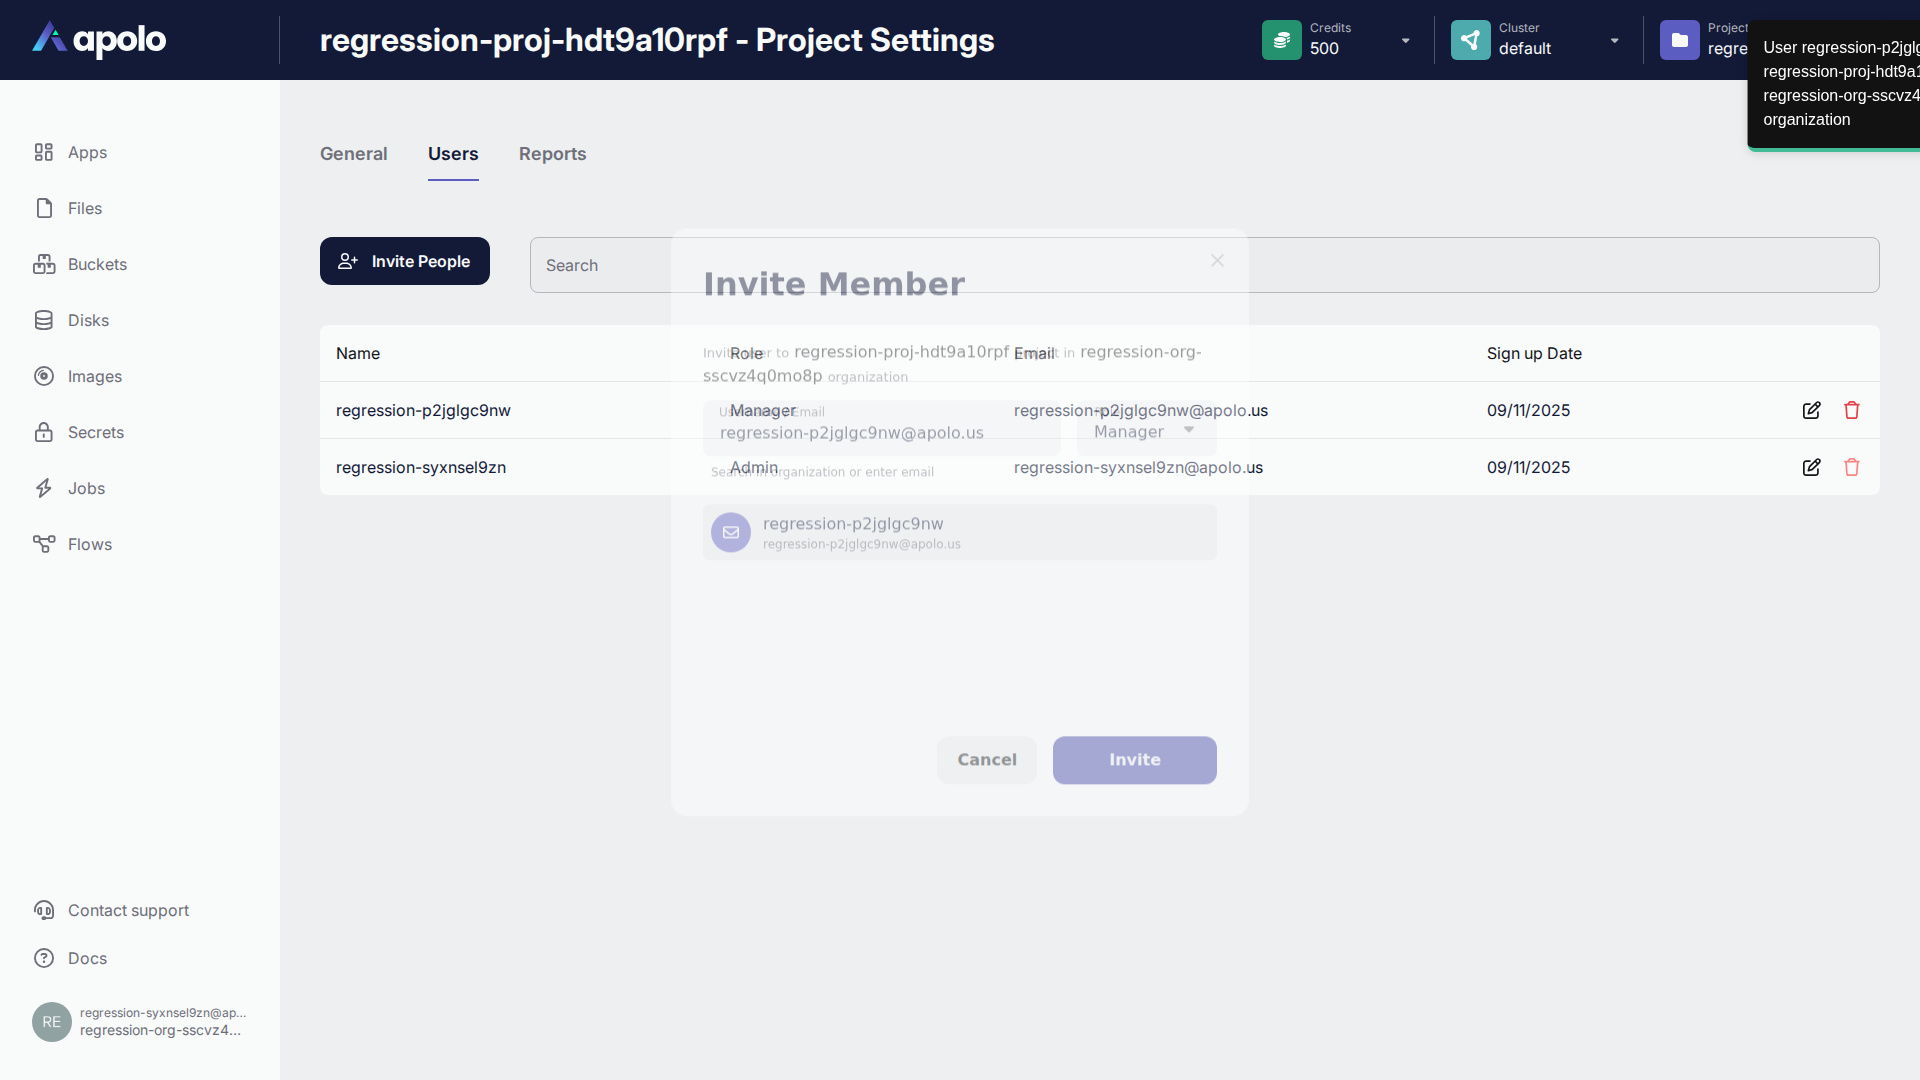 apolo
regression-proj-hdt9a10rpf - Project Settings
Credits
500
Cluster
default
Project
regre
User regression-p2jglg
regression-proj-hdt9a1
regression-org-sscvz4
organization
Apps
Files
Buckets
Disks
Images
Secrets
Jobs
Flows
General
Users
Reports
Invite People
Search
Name
Role
Email
Sign up Date
regression-p2jglgc9nw
Manager
regression-p2jglgc9nw@apolo.us
09/11/2025
regression-syxnsel9zn
Admin
regression-syxnsel9zn@apolo.us
09/11/2025
Invite Member
to regression-proj-hdt9a10rpf in regression-org-
sscvz4q0mo8p organization
Email
regression-p2jglgc9nw@apolo.us
Manager
Search in organization or enter email
regression-p2jglgc9nw
regression-p2jglgc9nw@apolo.us
Cancel
Invite
Contact support
Docs
RE
regression-syxnsel9zn@ap...
regression-org-sscvz4...